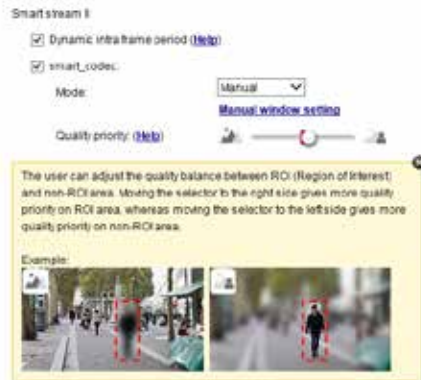 Smart stream II
Dynamic intra frame period (Help)
smart_codec:
Mode: Manual
Manual window setting
Quality priority: (Help)
The user can adjust the quality balance between ROI (Region of Interest)
and non-ROI area. Moving the selector to the right side gives more quality
priority on ROI area, whereas moving the selector to the left side gives more
quality priority on non-ROI area.
Example: